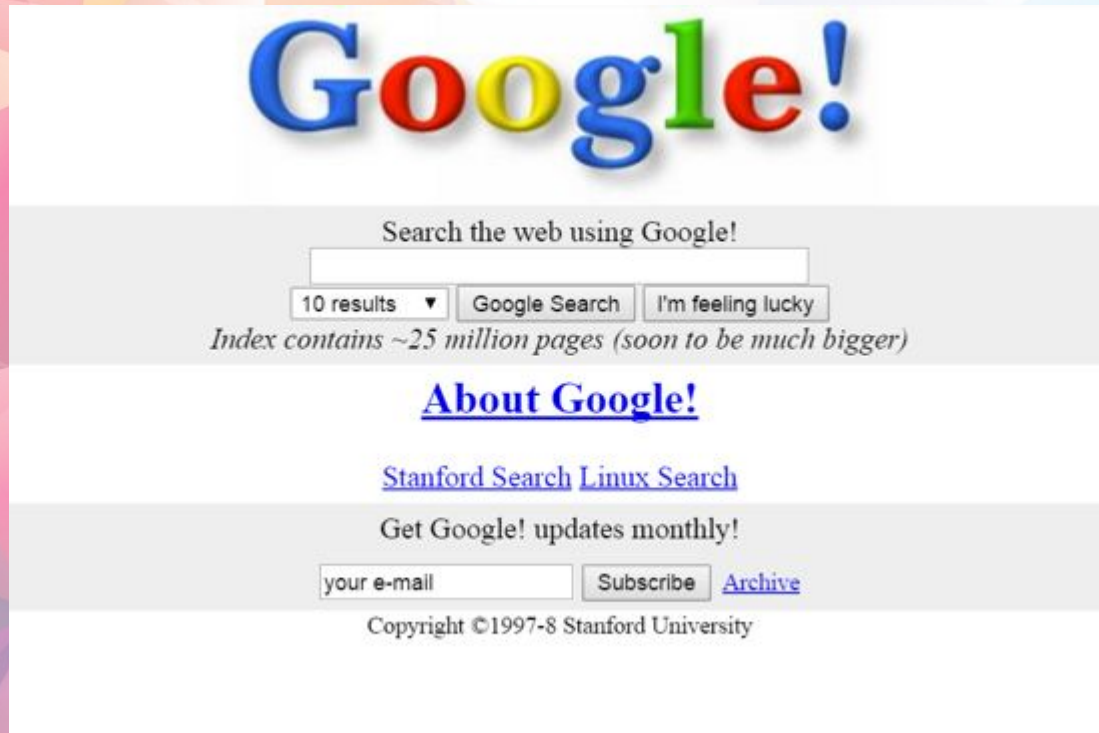 Google!
Search the web using Google!
10 results ▼ Google Search I'm feeling lucky
Index contains ~25 million pages (soon to be much bigger)
About Google!
Stanford Search Linux Search
Get Google! updates monthly!
your e-mail Subscribe Archive
Copyright ©1997-8 Stanford University